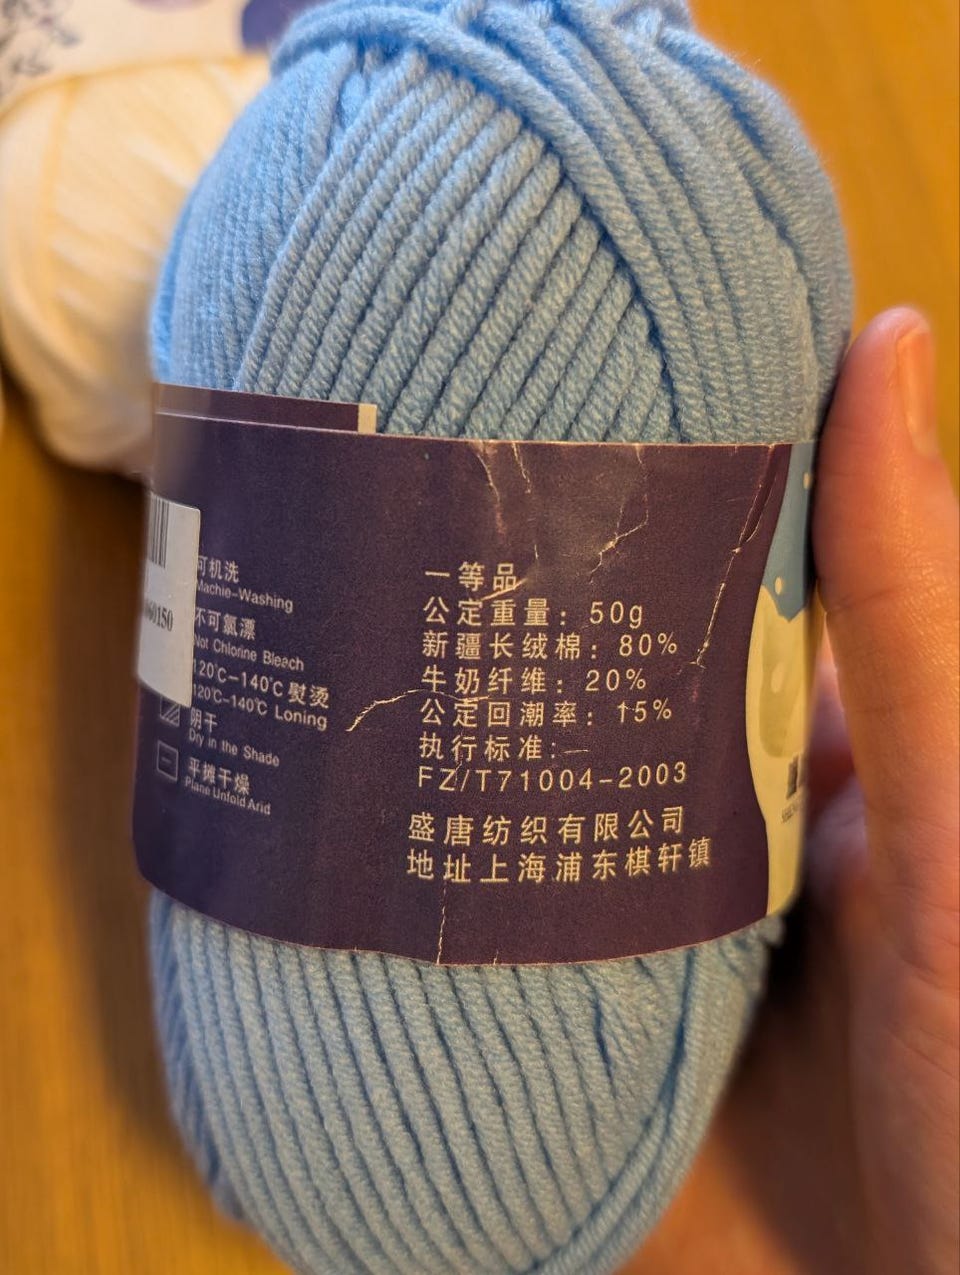 可机洗
Machie-Washing
不可氯漂
Not Chlorine Bleach
120℃-140℃熨烫
120℃-140℃ Loning
阴干
Dry in the Shade
平摊干燥
Plane Unfold Arid
60150
一等品
公定重量: 50g
新疆长绒棉: 80%
牛奶纤维: 20%
公定回潮率: ↑5%
执行标准:—
FZ/T71004-2003
盛唐纺织有限公司
地址上海浦东棋轩镇